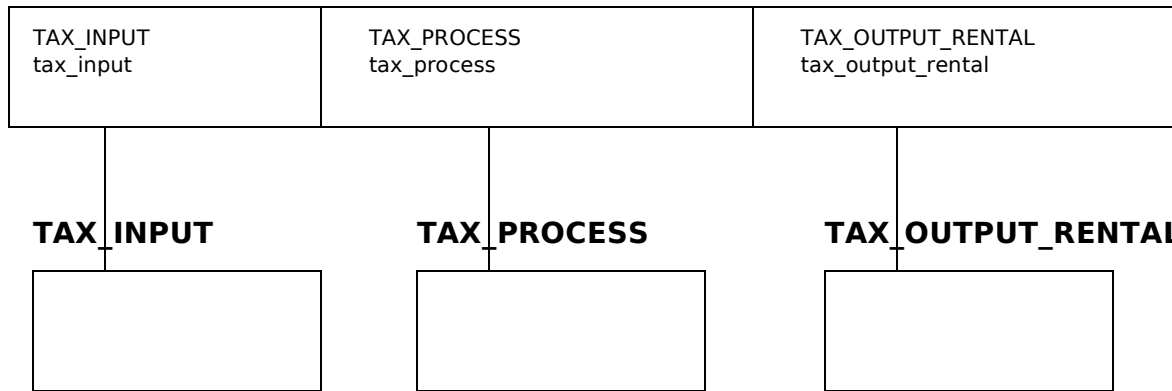 TAX_INPUT
tax_input
TAX_PROCESS
tax_process
TAX_OUTPUT_RENTAL
tax_output_rental
TAX_INPUT
TAX_PROCESS
TAX_OUTPUT_RENTAL